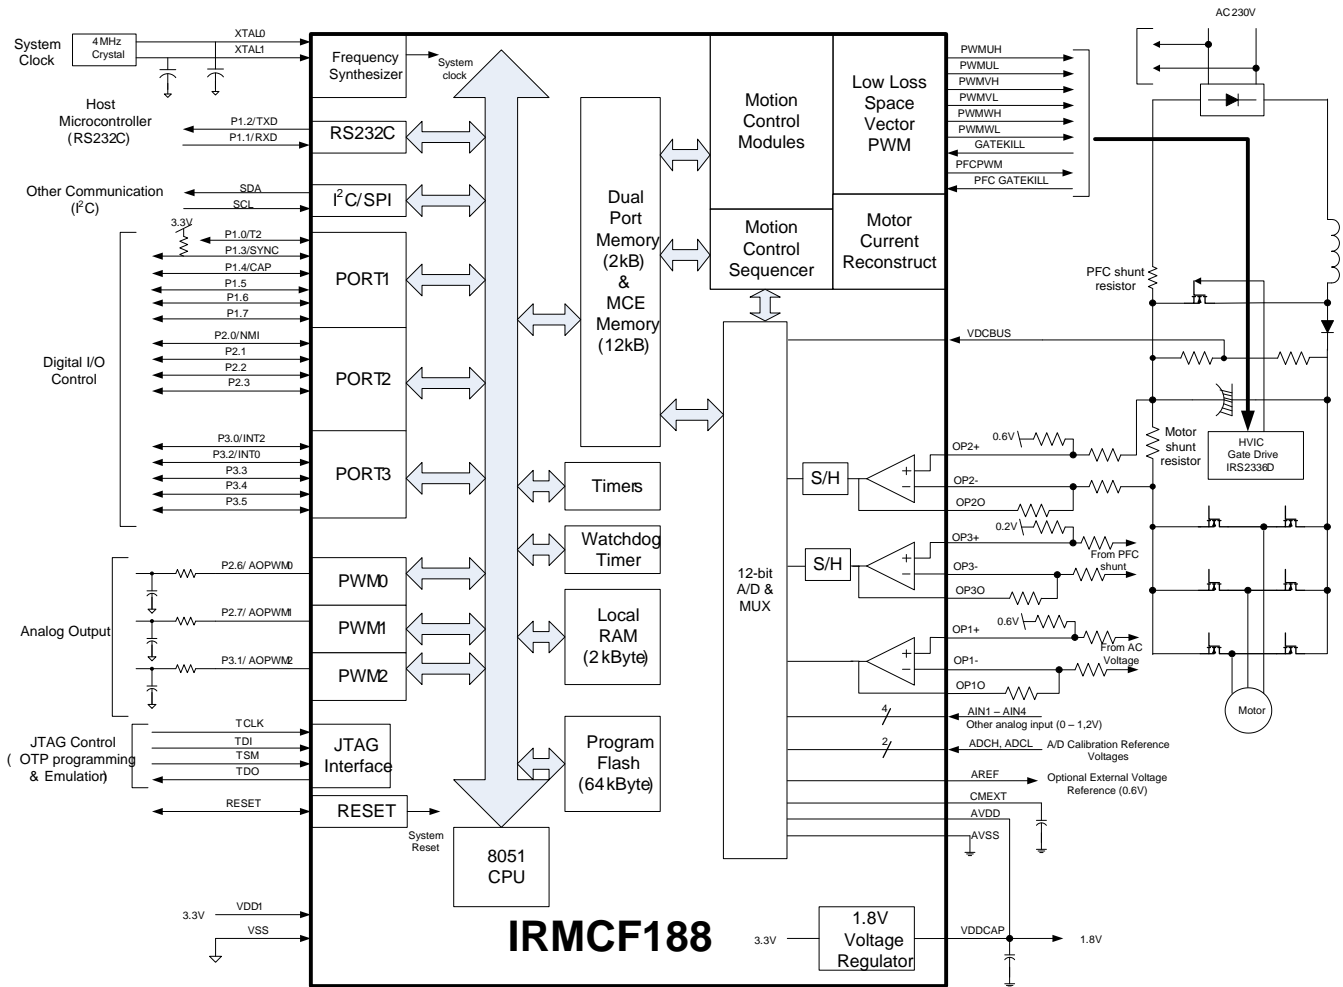 AC 230V
System
Clock
4MHz
Crystal
XTAL0
XTAL1
Frequency
Synthesizer
System
clock
Host
Microcontroller
(RS232C)
P1.2/TXD
P1.1/RXD
RS232C
Other Communication
(I²C)
SDA
SCL
I²C/SPI
3.3V
P1.0/T2
P1.3/SYNC
P1.4/CAP
P1.5
P1.6
P1.7
PORT1
Digital I/O
Control
P2.0/NMI
P2.1
P2.2
P2.3
PORT2
P3.0/INT2
P3.2/INT0
P3.3
P3.4
P3.5
PORT3
Analog Output
P2.6/ AOPWM0
P2.7/ AOPWM1
P3.1/ AOPWM2
PWM0
PWM1
PWM2
JTAG Control
( OTP programming
& Emulation)
TCLK
TDI
TSM
TDO
JTAG
Interface
RESET
RESET
System
Reset
3.3V
VDD1
VSS
8051
CPU
Dual
Port
Memory
(2kB)
&
MCE
Memory
(12kB)
Timers
Watchdog
Timer
Local
RAM
(2kByte)
Program
Flash
(64kByte)
Motion
Control
Modules
Low Loss
Space
Vector
PWM
Motion
Control
Sequencer
Motor
Current
Reconstruct
12-bit
A/D &
MUX
S/H
S/H
IRMCF188
3.3V
1.8V
Voltage
Regulator
PWMUH
PWMUL
PWMVH
PWMVL
PWMWH
PWMWL
GATEKILL
PFCPWM
PFC GATEKILL
VDCBUS
OP2+
OP2-
OP2O
0.6V
OP3+
OP3-
OP3O
0.2V
From PFC
shunt
OP1+
OP1-
OP1O
0.6V
From AC
Voltage
4
AIN1 – AIN4
Other analog input (0 – 1,2V)
2
ADCH, ADCL
A/D Calibration Reference
Voltages
AREF
Optional External Voltage
Reference (0.6V)
CMEXT
AVDD
AVSS
VDDCAP
1.8V
PFC shunt
resistor
Motor
shunt
resistor
HVIC
Gate Drive
IRS2336D
Motor